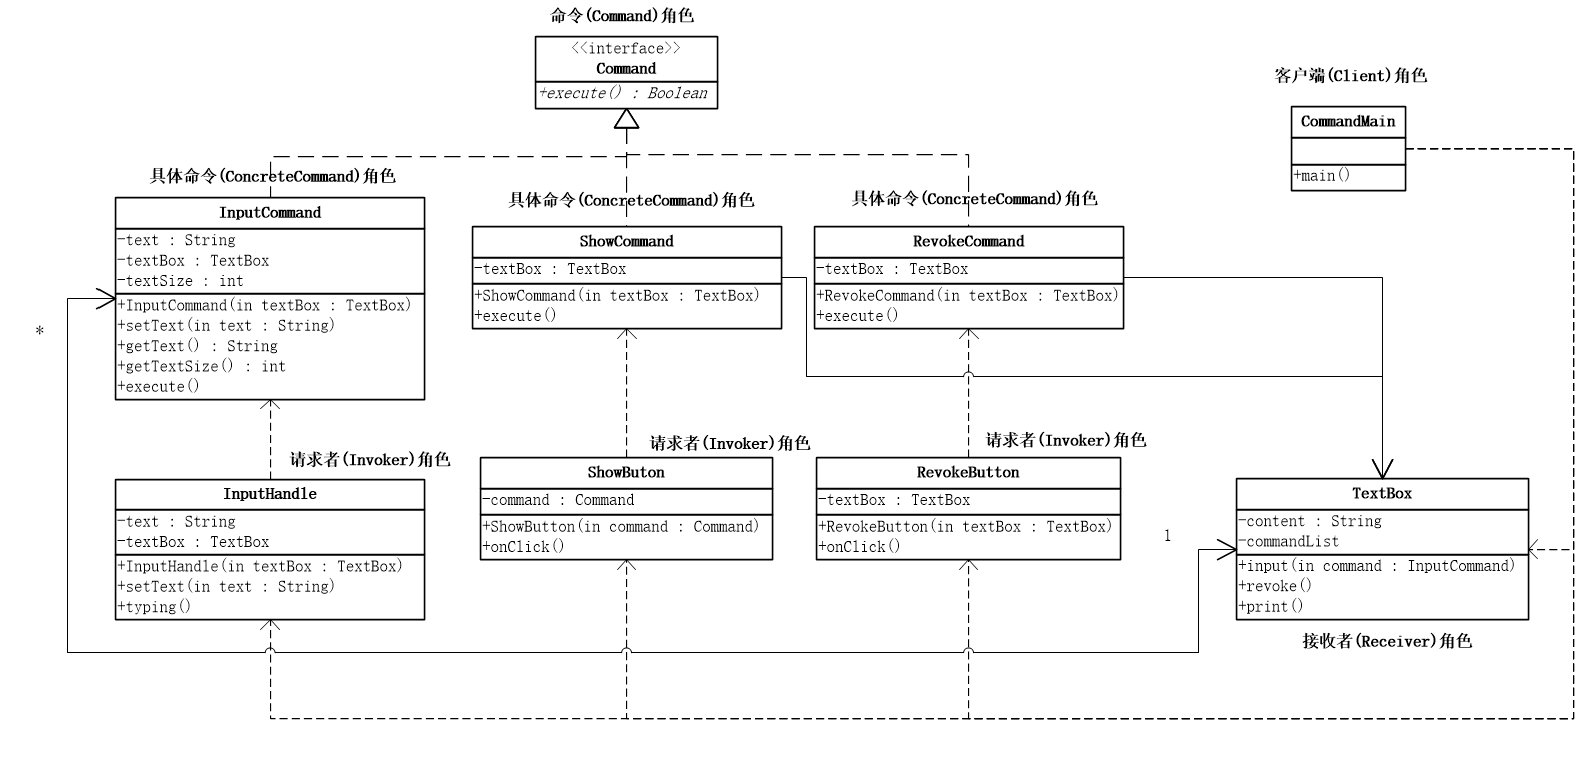 命令(Command)角色
<<interface>>
Command
+execute() : Boolean
客户端(Client)角色
CommandMain
+main()
具体命令(ConcreteCommand)角色
InputCommand
-text : String
-textBox : TextBox
-textSize : int
+InputCommand(in textBox : TextBox)
+setText(in text : String)
+getText() : String
+getTextSize() : int
+execute()
具体命令(ConcreteCommand)角色
ShowCommand
-textBox : TextBox
+ShowCommand(in textBox : TextBox)
+execute()
具体命令(ConcreteCommand)角色
RevokeCommand
-textBox : TextBox
+RevokeCommand(in textBox : TextBox)
+execute()
*
请求者(Invoker)角色
InputHandle
-text : String
-textBox : TextBox
+InputHandle(in textBox : TextBox)
+setText(in text : String)
+typing()
请求者(Invoker)角色
ShowButon
-command : Command
+ShowButton(in command : Command)
+onClick()
请求者(Invoker)角色
RevokeButton
-textBox : TextBox
+RevokeButton(in textBox : TextBox)
+onClick()
1
TextBox
-content : String
-commandList
+input(in command : InputCommand)
+revoke()
+print()
接收者(Receiver)角色